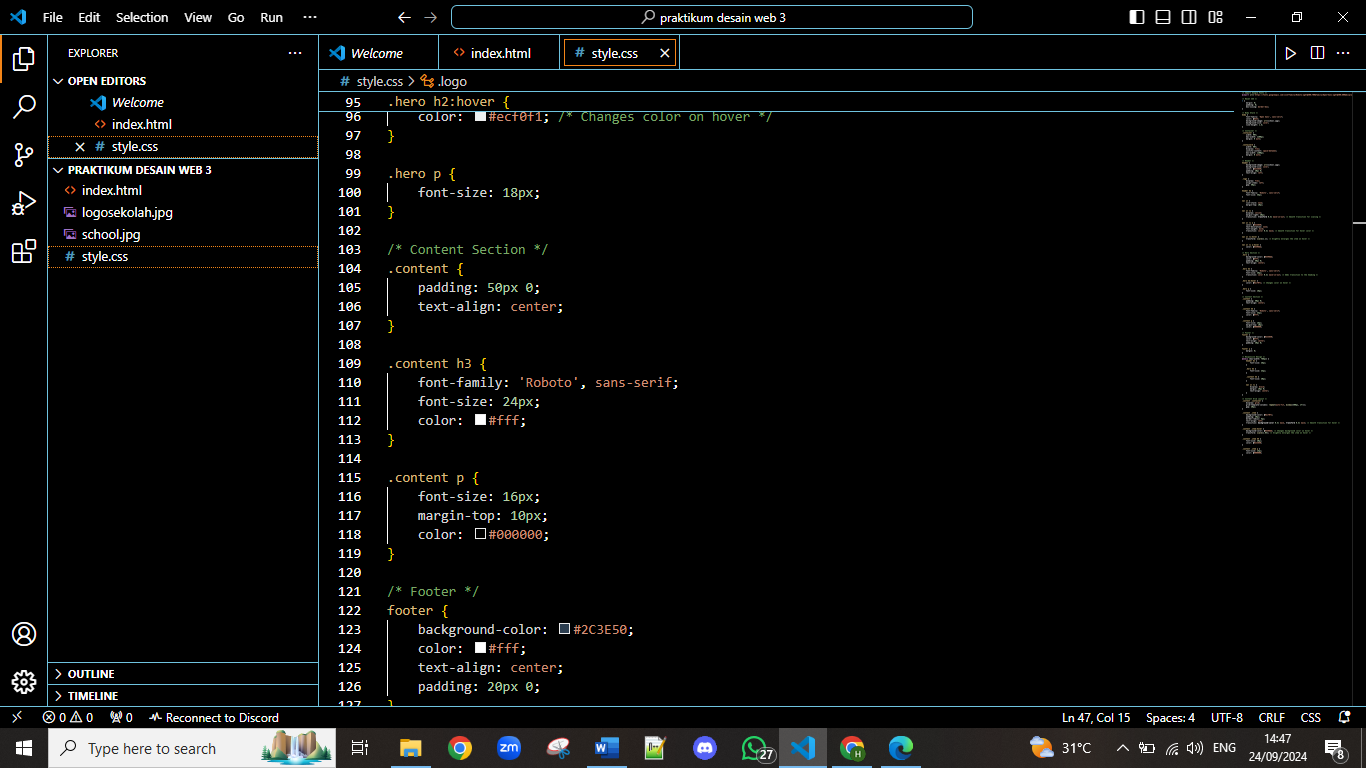 File Edit Selection View Go Run ···
praktikum desain web 3
EXPLORER
OPEN EDITORS
Welcome
index.html
style.css
PRAKTIKUM DESAIN WEB 3
index.html
logosekolah.jpg
school.jpg
style.css
OUTLINE
TIMELINE
Welcome index.html style.css
style.css > .logo
95 .hero h2:hover {
96 color: #ecf0f1; /* Changes color on hover */
97 }
98
99 .hero p {
100 font-size: 18px;
101 }
102
103 /* Content Section */
104 .content {
105 padding: 50px 0;
106 text-align: center;
107 }
108
109 .content h3 {
110 font-family: 'Roboto', sans-serif;
111 font-size: 24px;
112 color: #fff;
113 }
114
115 .content p {
116 font-size: 16px;
117 margin-top: 10px;
118 color: #000000;
119 }
120
121 /* Footer */
122 footer {
123 background-color: #2C3E50;
124 color: #fff;
125 text-align: center;
126 padding: 20px 0;
127 }
0 0 0 Reconnect to Discord Ln 47, Col 15 Spaces: 4 UTF-8 CRLF CSS
Type here to search zm W 27 H 31°C ENG 14:47
24/09/2024 8